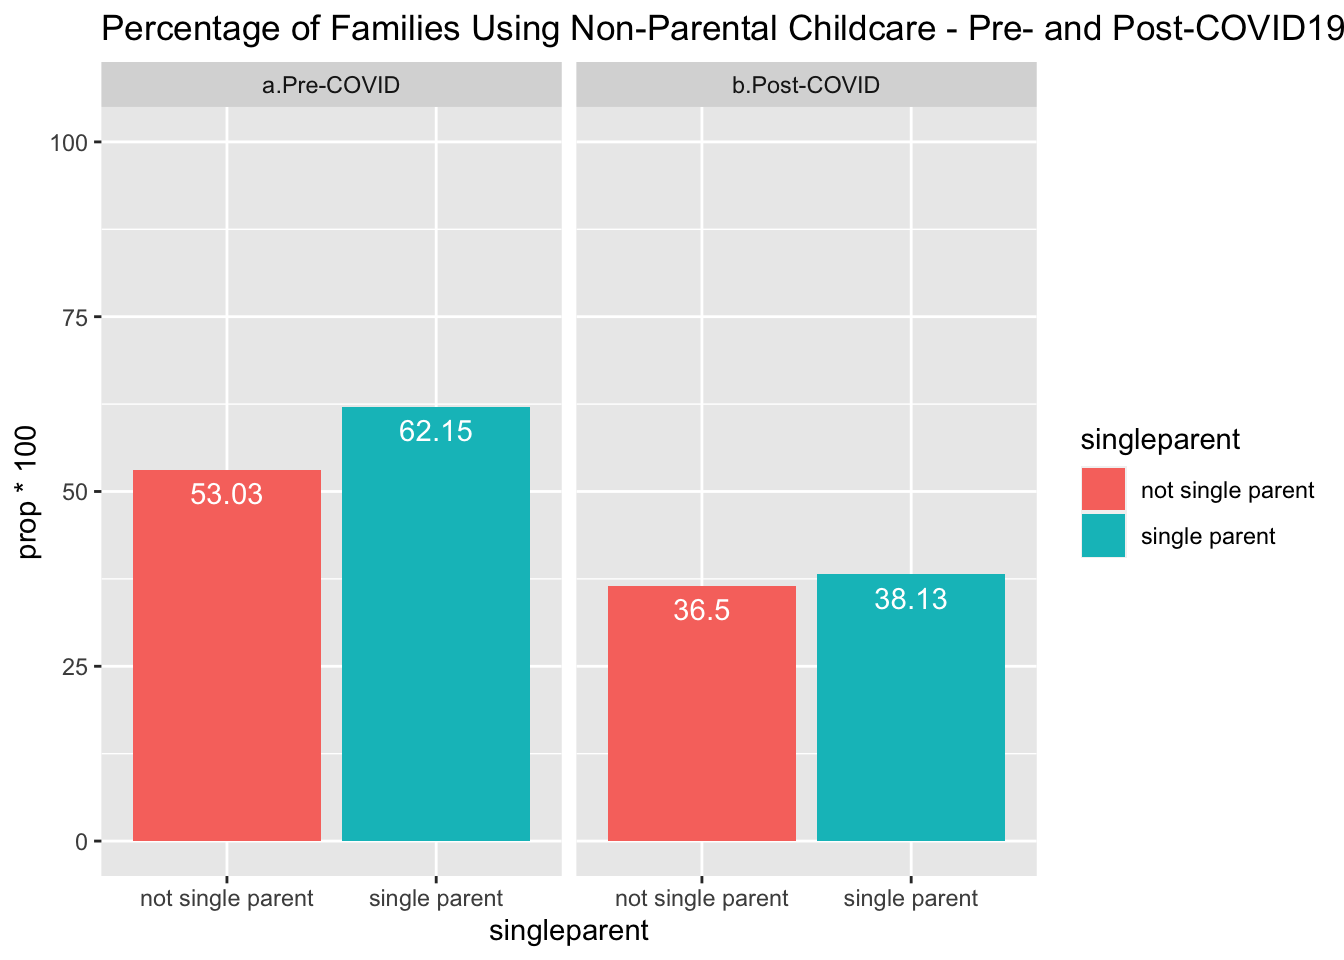 Percentage of Families Using Non-Parental Childcare - Pre- and Post-COVID19
a.Pre-COVID
b.Post-COVID
100
75
50
25
0
prop * 100
53.03
62.15
36.5
38.13
not single parent
single parent
not single parent
single parent
singleparent
singleparent
not single parent
single parent